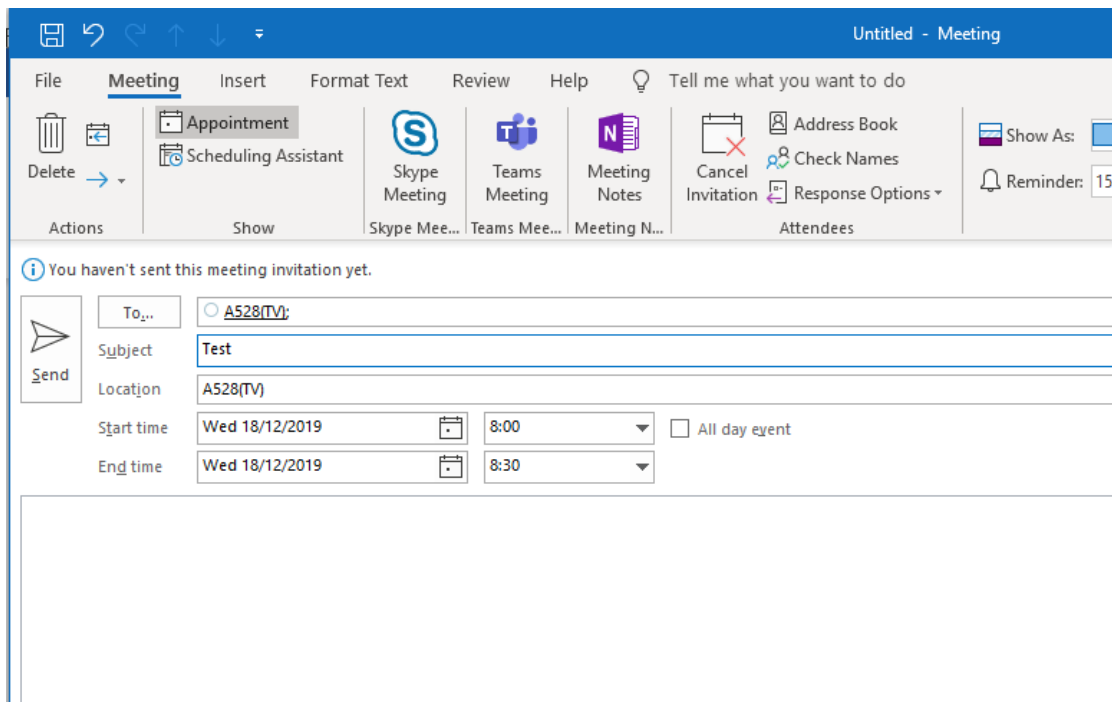 Untitled - Meeting
File Meeting Insert Format Text Review Help Tell me what you want to do
Delete
Actions
Appointment
Scheduling Assistant
Show
Skype
Meeting
Skype Mee...
Teams
Meeting
Teams Mee...
Meeting
Notes
Meeting N...
Cancel
Invitation
Address Book
Check Names
Response Options
Attendees
Show As:
Reminder: 15
You haven't sent this meeting invitation yet.
Send
To... A528(TV);
Subject Test
Location A528(TV)
Start time Wed 18/12/2019 8:00 All day event
End time Wed 18/12/2019 8:30